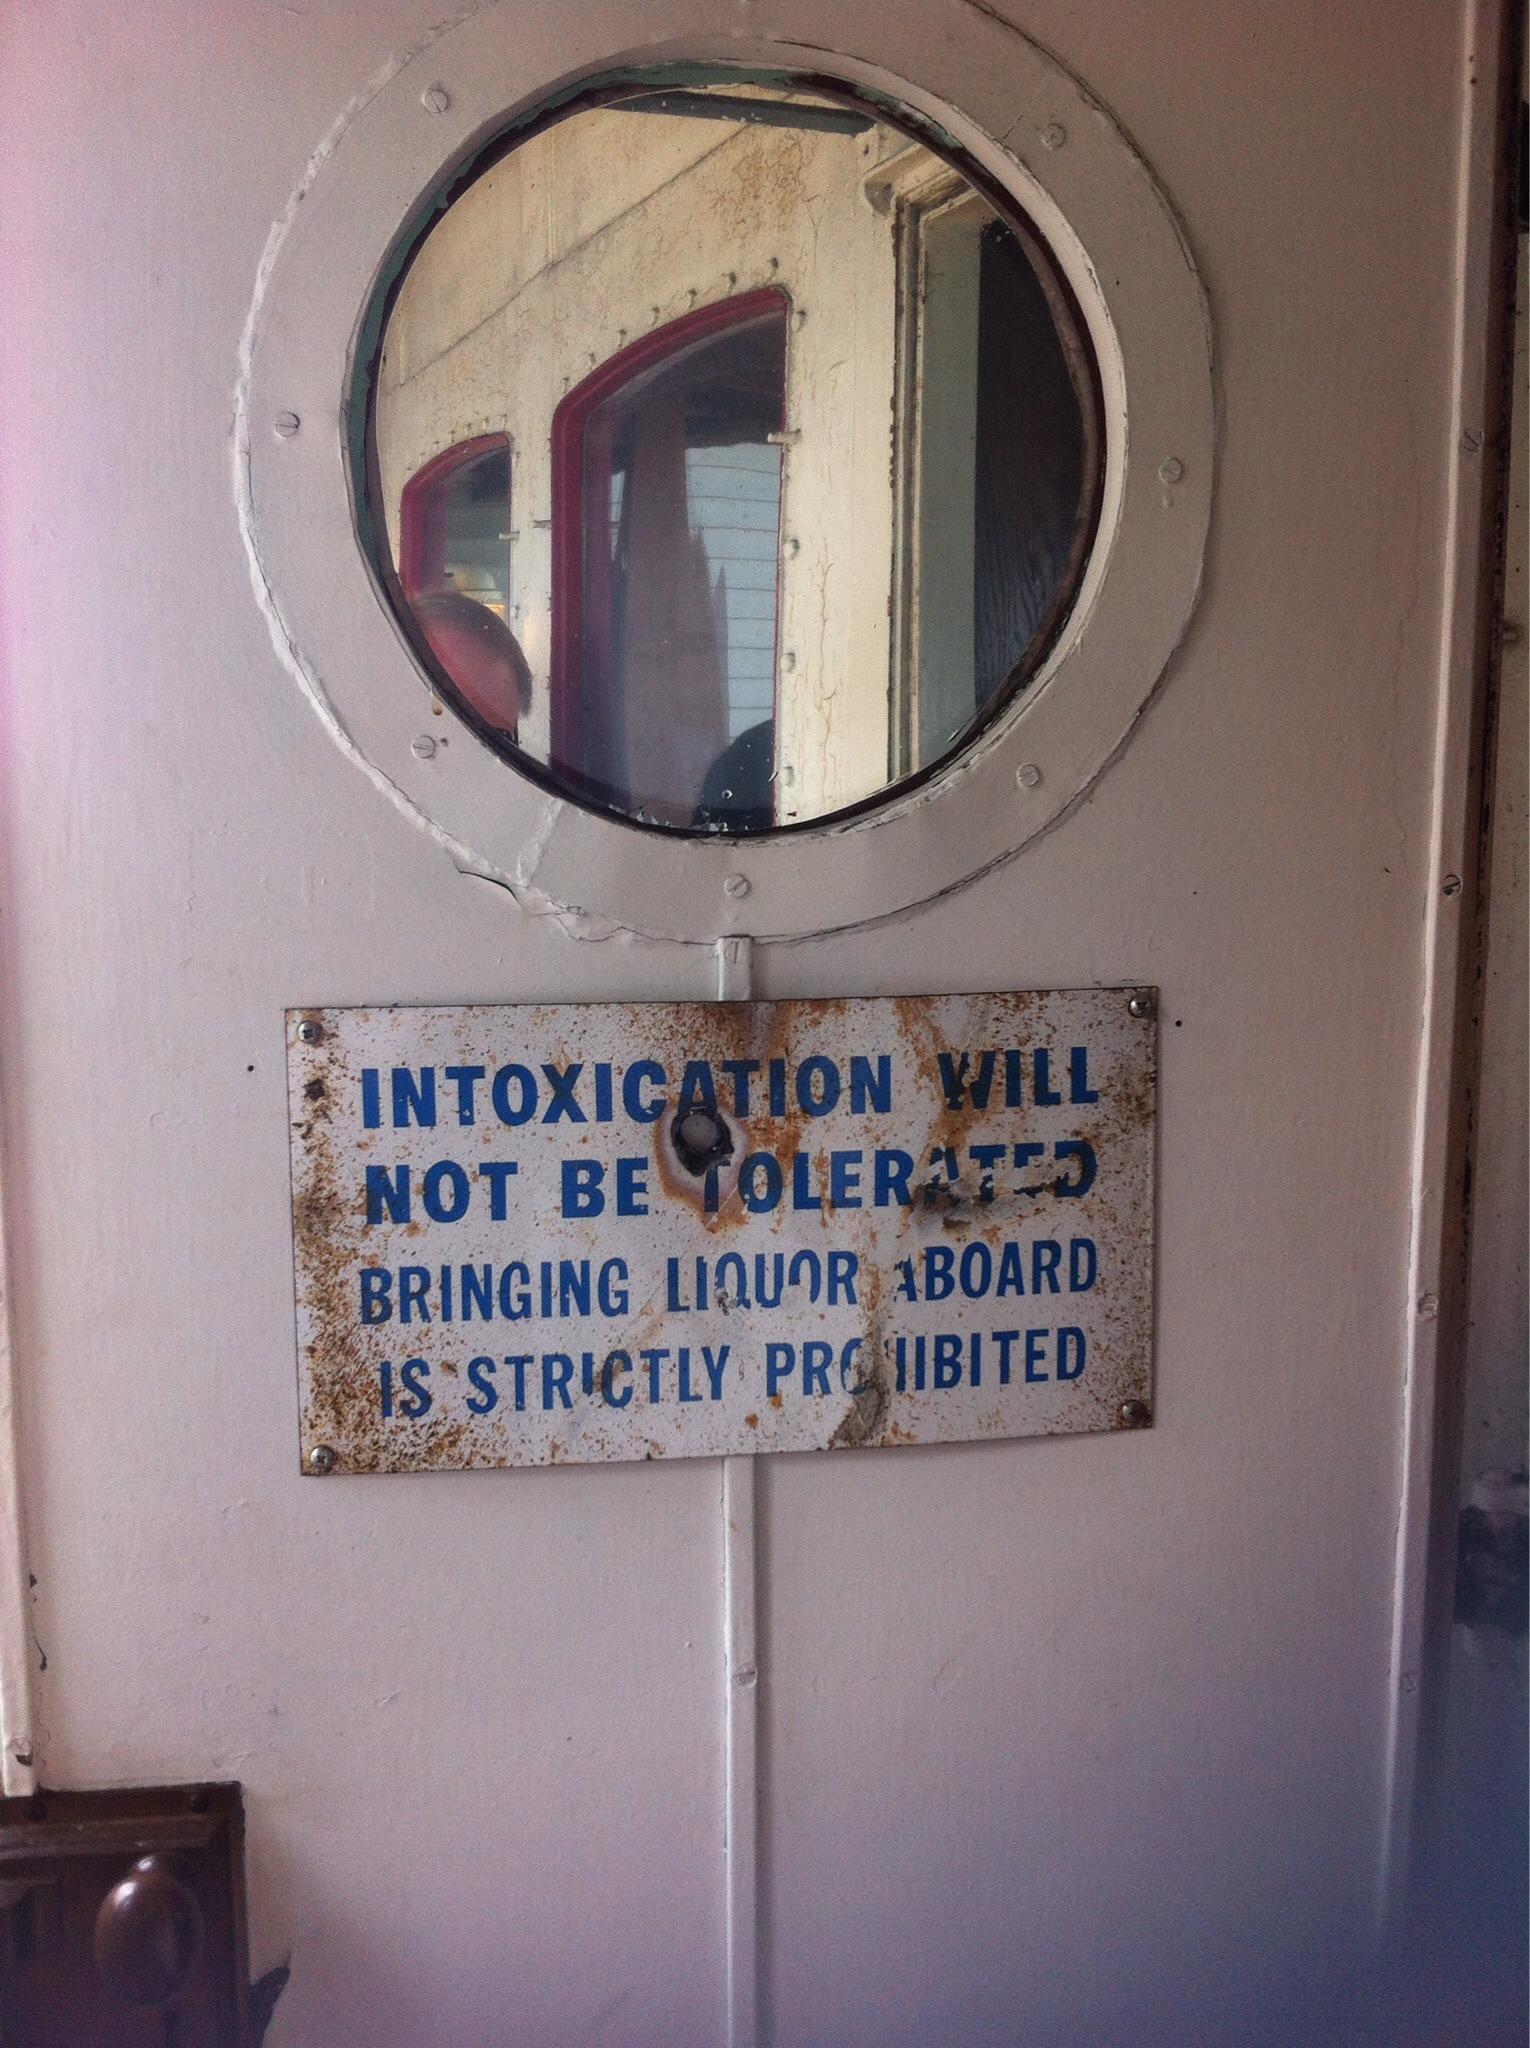 INTOXICATION WILL
NOT BE TOLERATED
BRINGING LIQUOR ABOARD
IS STRICTLY PROHIBITED